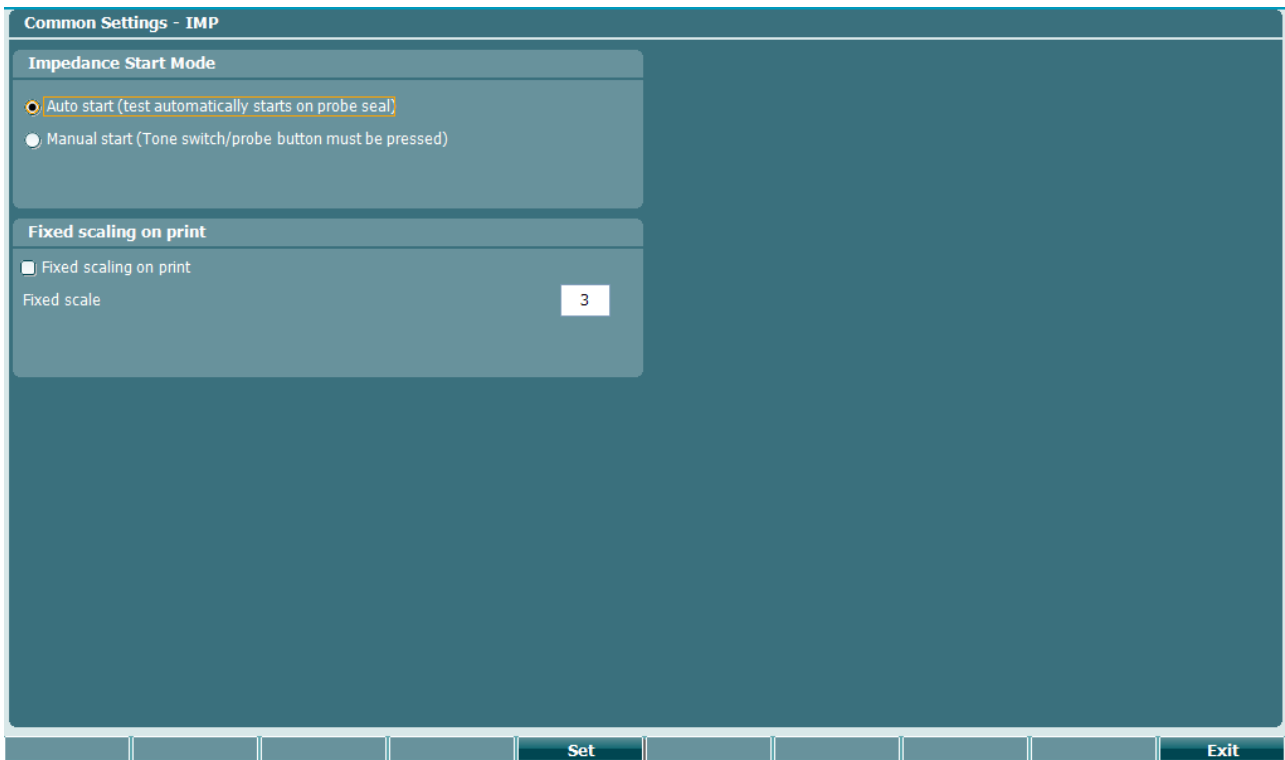 Common Settings - IMP
Impedance Start Mode
Auto start (test automatically starts on probe seal)
Manual start (Tone switch/probe button must be pressed)
Fixed scaling on print
Fixed scaling on print
Fixed scale 3
Set Exit